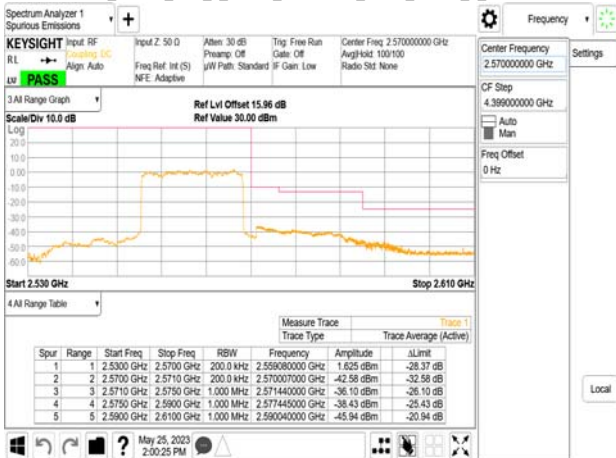 Spectrum Analyzer 1
Spurious Emissions
+
Frequency
KEYSIGHT
RL
PASS
Input: RF
Coupling: DC
Align: Auto
Input Z: 50 Ω
Freq Ref: Int (S)
NFE: Adaptive
Atten: 30 dB
Preamp: Off
µW Path: Standard
Trig: Free Run
Gate: Off
IF Gain: Low
Center Freq: 2.570000000 GHz
Avg|Hold: 100/100
Radio Std: None
Center Frequency
2.570000000 GHz
Settings
CF Step
4.399000000 GHz
Auto
Man
Freq Offset
0 Hz
Local
3 All Range Graph
Scale/Div 10.0 dB
Ref Lvl Offset 15.96 dB
Ref Value 30.00 dBm
Log
20.0
10.0
0.00
-10.0
-20.0
-30.0
-40.0
-50.0
-60.0
Start 2.530 GHz
Stop 2.610 GHz
4 All Range Table
Measure Trace Trace 1
Trace Type Trace Average (Active)
Spur Range Start Freq Stop Freq RBW Frequency Amplitude ΔLimit
1 1 2.5300 GHz 2.5700 GHz 200.0 kHz 2.559080000 GHz 1.625 dBm -28.37 dB
2 2 2.5700 GHz 2.5710 GHz 200.0 kHz 2.570007000 GHz -42.58 dBm -32.58 dB
3 3 2.5710 GHz 2.5750 GHz 1.000 MHz 2.571440000 GHz -36.10 dBm -26.10 dB
4 4 2.5750 GHz 2.5900 GHz 1.000 MHz 2.577445000 GHz -38.43 dBm -25.43 dB
5 5 2.5900 GHz 2.6100 GHz 1.000 MHz 2.590040000 GHz -45.94 dBm -20.94 dB
?
May 25, 2023
2:00:25 PM